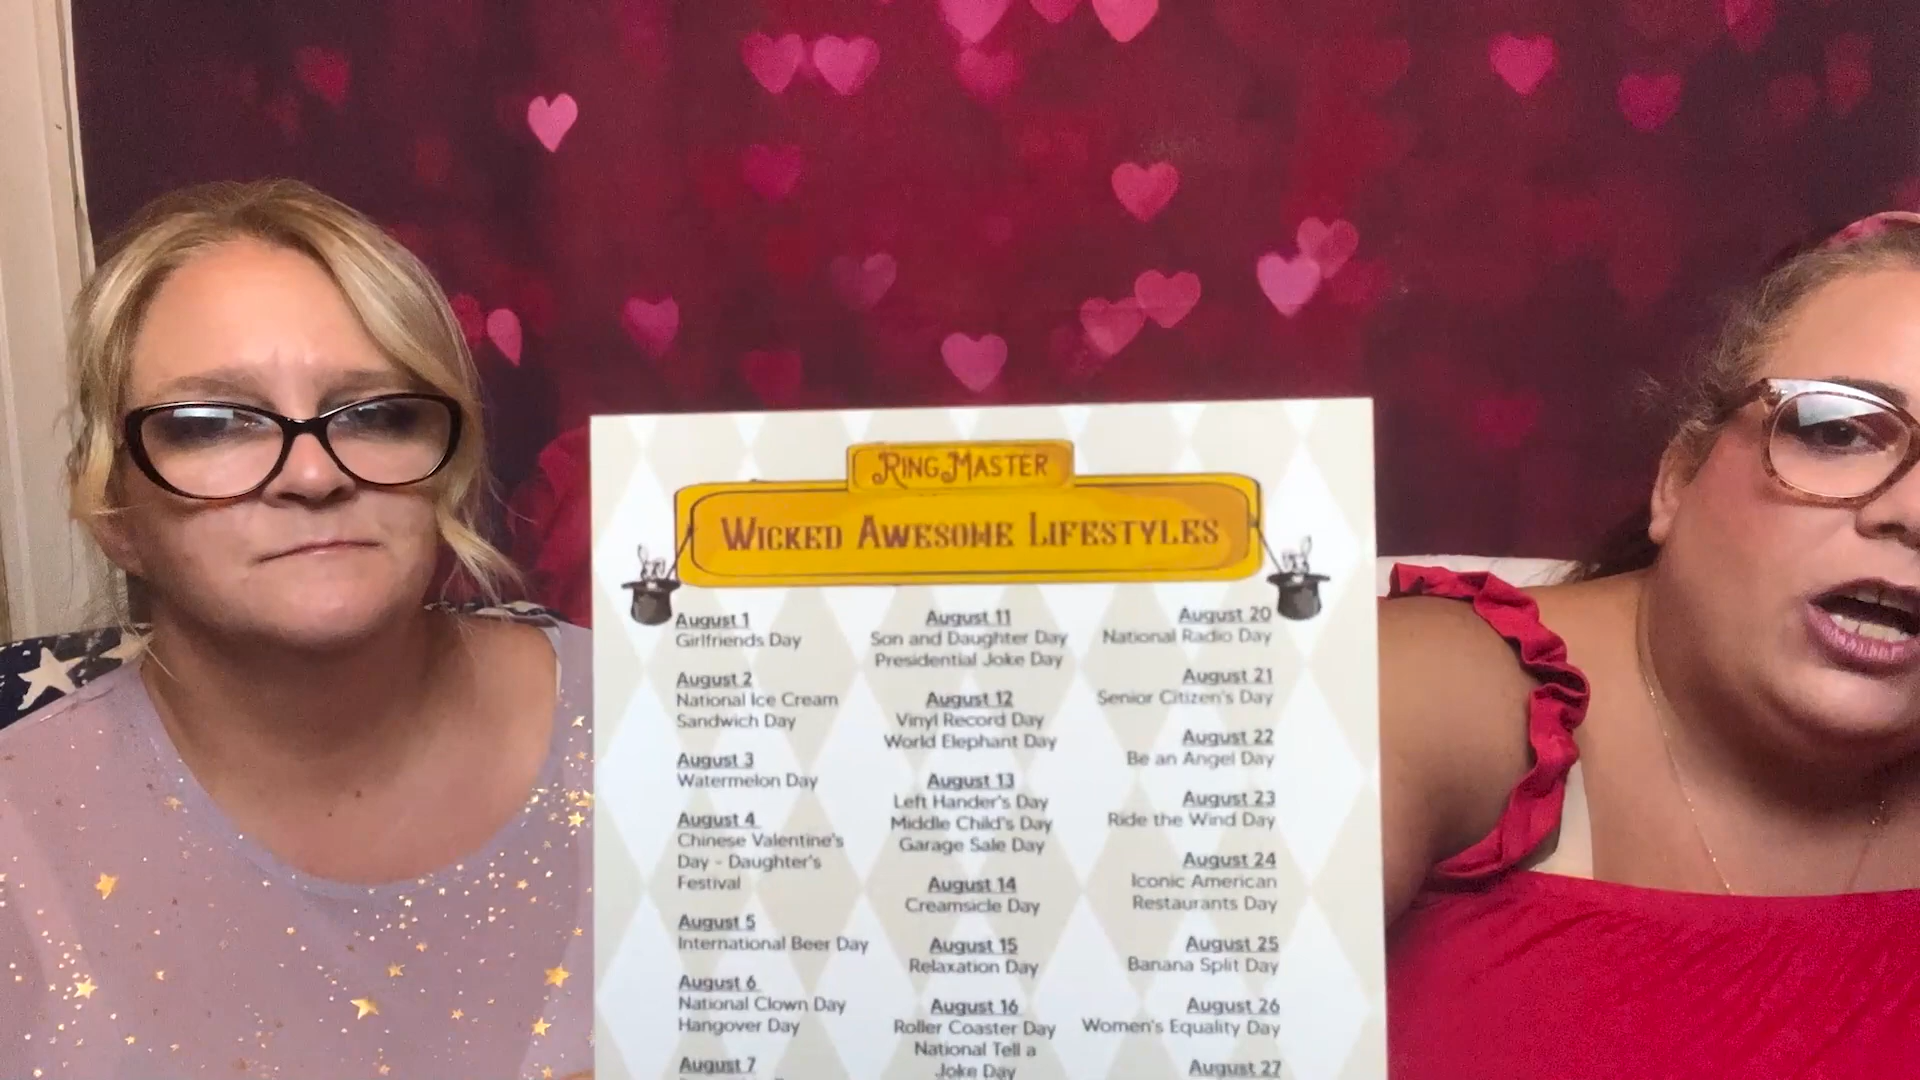 RINGMASTER
WICKED AWESOME LIFESTYLES
August 1
Girlfriends Day
August 2
National Ice Cream
Sandwich Day
August 3
Watermelon Day
August 4
Chinese Valentine's
Day - Daughter's
Festival
August 5
International Beer Day
August 6
National Clown Day
Hangover Day
August 7
August 11
Son and Daughter Day
Presidential Joke Day
August 12
Vinyl Record Day
World Elephant Day
August 13
Left Hander's Day
Middle Child's Day
Garage Sale Day
August 14
Creamsicle Day
August 15
Relaxation Day
August 16
Roller Coaster Day
National Tell a
Joke Day
August 20
National Radio Day
August 21
Senior Citizen's Day
August 22
Be an Angel Day
August 23
Ride the Wind Day
August 24
Iconic American
Restaurants Day
August 25
Banana Split Day
August 26
Women's Equality Day
August 27